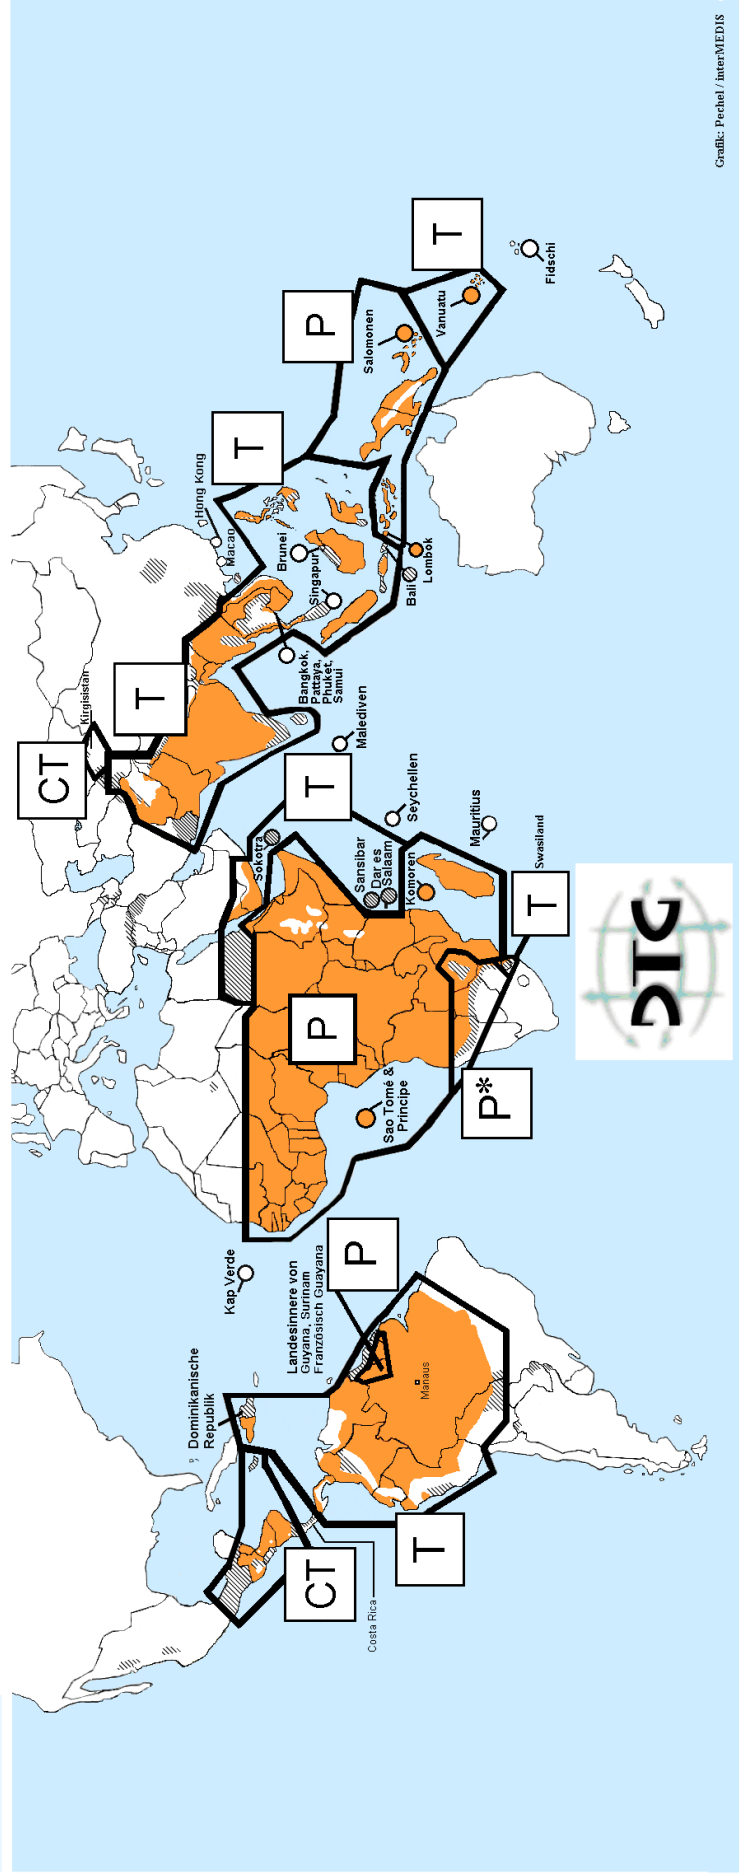 Dominikanische
Republik
Kap Verde
Landesinnere von
Guyana, Surinam
Französisch Guayana
P
Manaus
CT
T
Costa Rica
P
Sao Tomé &
Principe
P*
Sokotra
Sansibar
Dar es
Salaam
Komoren
T
Seychellen
Mauritius
Swasiland
T
DTG
CT
Kirgisistan
T
Malediven
Bangkok,
Pattaya,
Phuket,
Samui
Macao
Hong Kong
Brunei
Singapur
T
Bali
Lombok
P
Salomonen
Vanuatu
T
Fidschi
Grafik: Pechel / interMEDIS